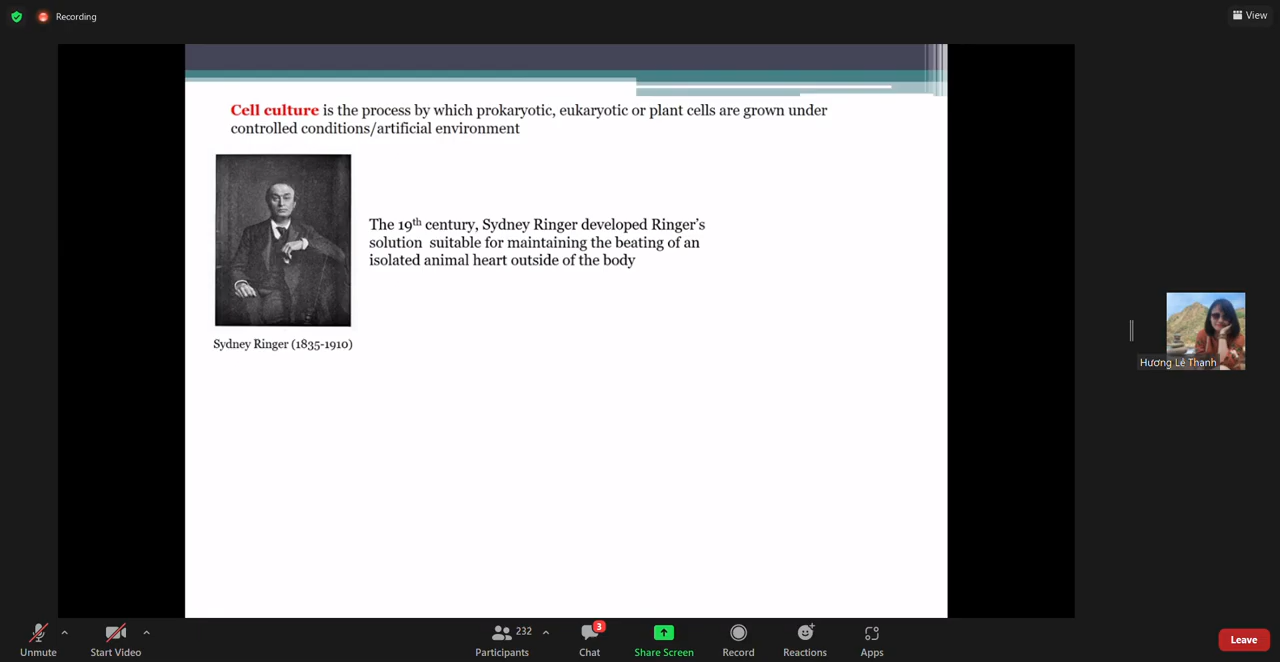 Recording
View
Cell culture is the process by which prokaryotic, eukaryotic or plant cells are grown under
controlled conditions/artificial environment
The 19th century, Sydney Ringer developed Ringer’s
solution suitable for maintaining the beating of an
isolated animal heart outside of the body
Sydney Ringer (1835-1910)
Hương Lê Thanh
Unmute
Start Video
232
Participants
3
Chat
Share Screen
Record
Reactions
Apps
Leave